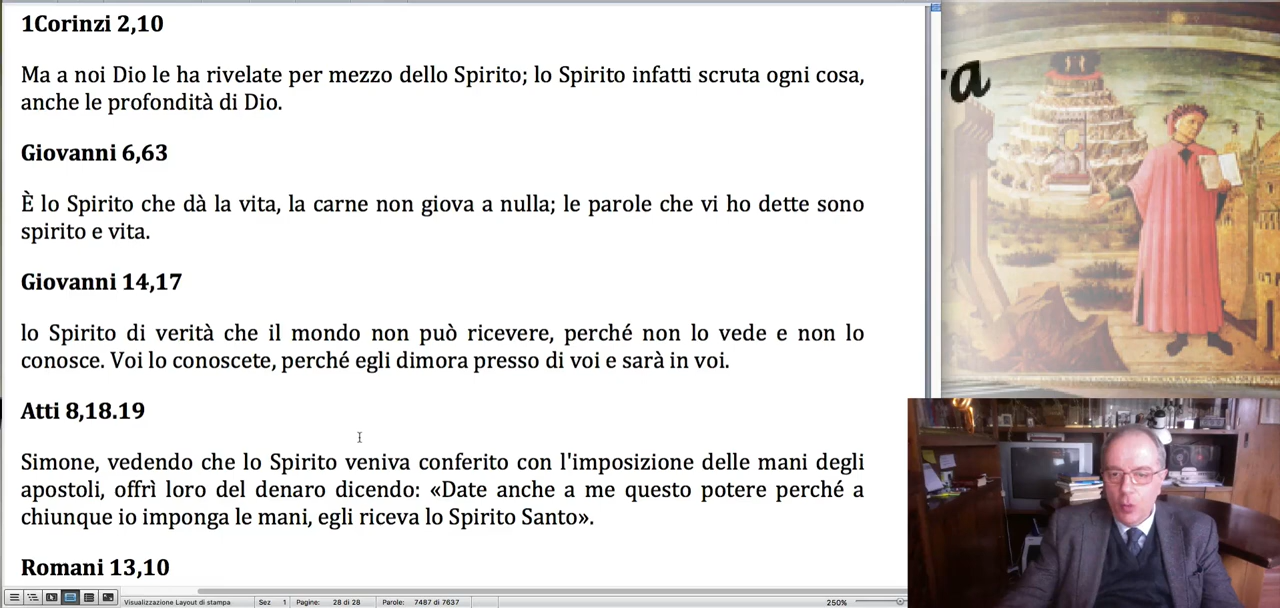 1Corinzi 2,10
Ma a noi Dio le ha rivelate per mezzo dello Spirito; lo Spirito infatti scruta ogni cosa,
anche le profondità di Dio.
Giovanni 6,63
È lo Spirito che dà la vita, la carne non giova a nulla; le parole che vi ho dette sono
spirito e vita.
Giovanni 14,17
lo Spirito di verità che il mondo non può ricevere, perché non lo vede e non lo
conosce. Voi lo conoscete, perché egli dimora presso di voi e sarà in voi.
Atti 8,18.19
Simone, vedendo che lo Spirito veniva conferito con l'imposizione delle mani degli
apostoli, offrì loro del denaro dicendo: «Date anche a me questo potere perché a
chiunque io imponga le mani, egli riceva lo Spirito Santo».
Romani 13,10
Visualizzazione Layout di stampa Sez 1 Pagine: 28 di 28 Parole: 7487 di 7637 250%